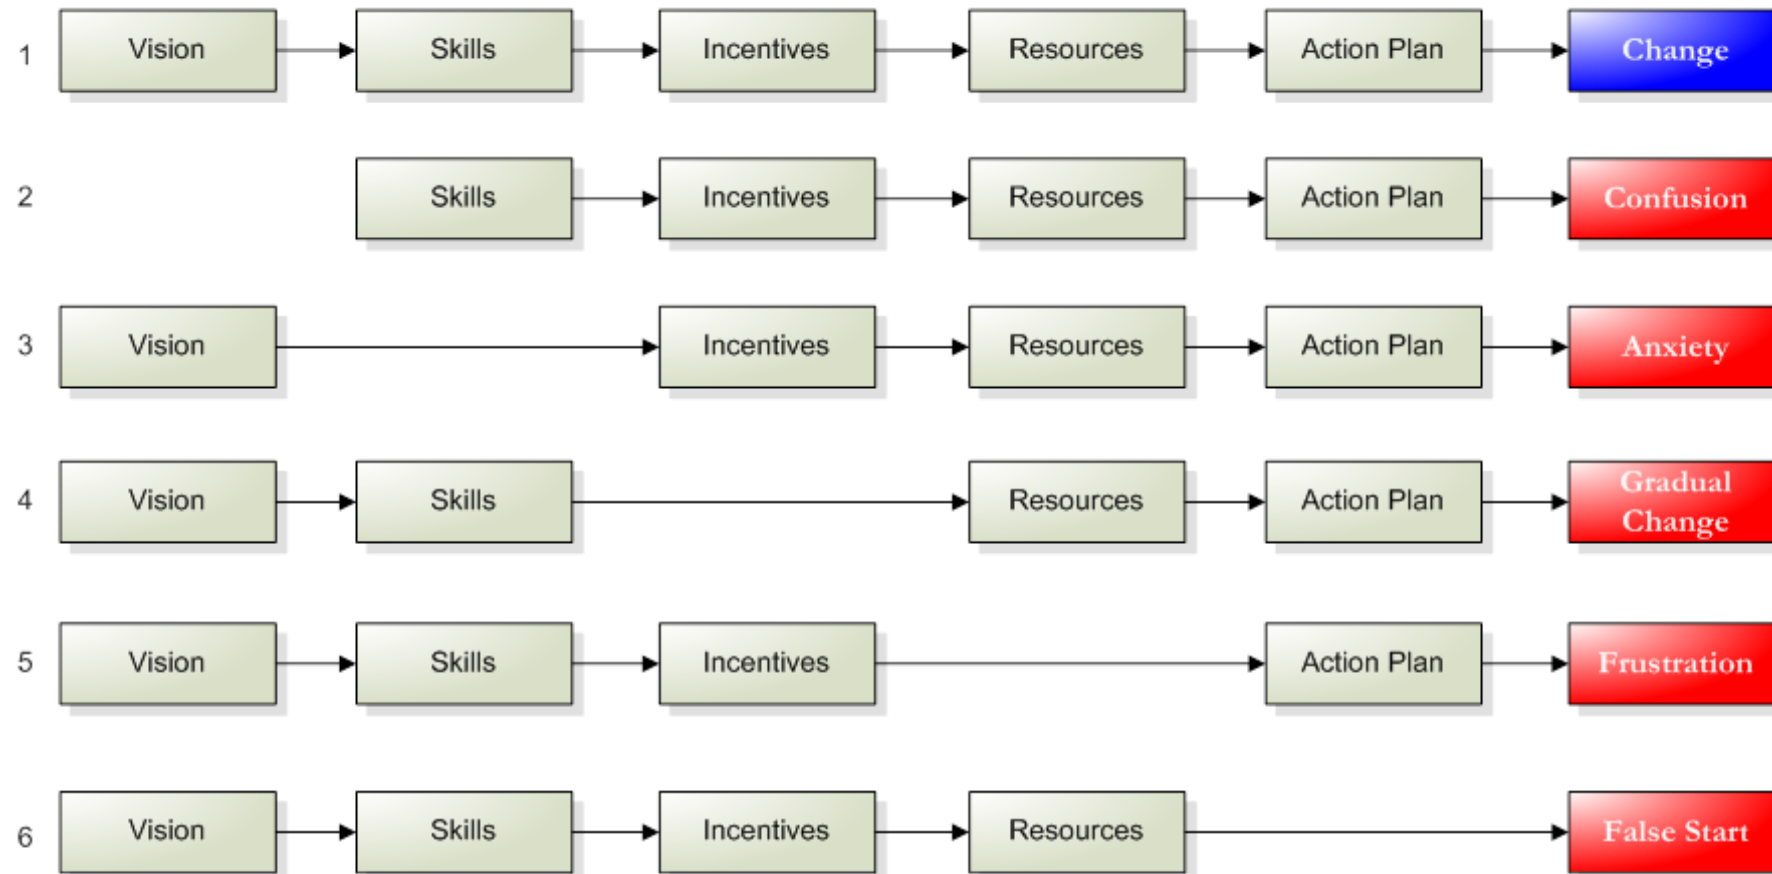 1 Vision Skills Incentives Resources Action Plan Change
2 Skills Incentives Resources Action Plan Confusion
3 Vision Incentives Resources Action Plan Anxiety
4 Vision Skills Resources Action Plan Gradual
Change
5 Vision Skills Incentives Action Plan Frustration
6 Vision Skills Incentives Resources False Start